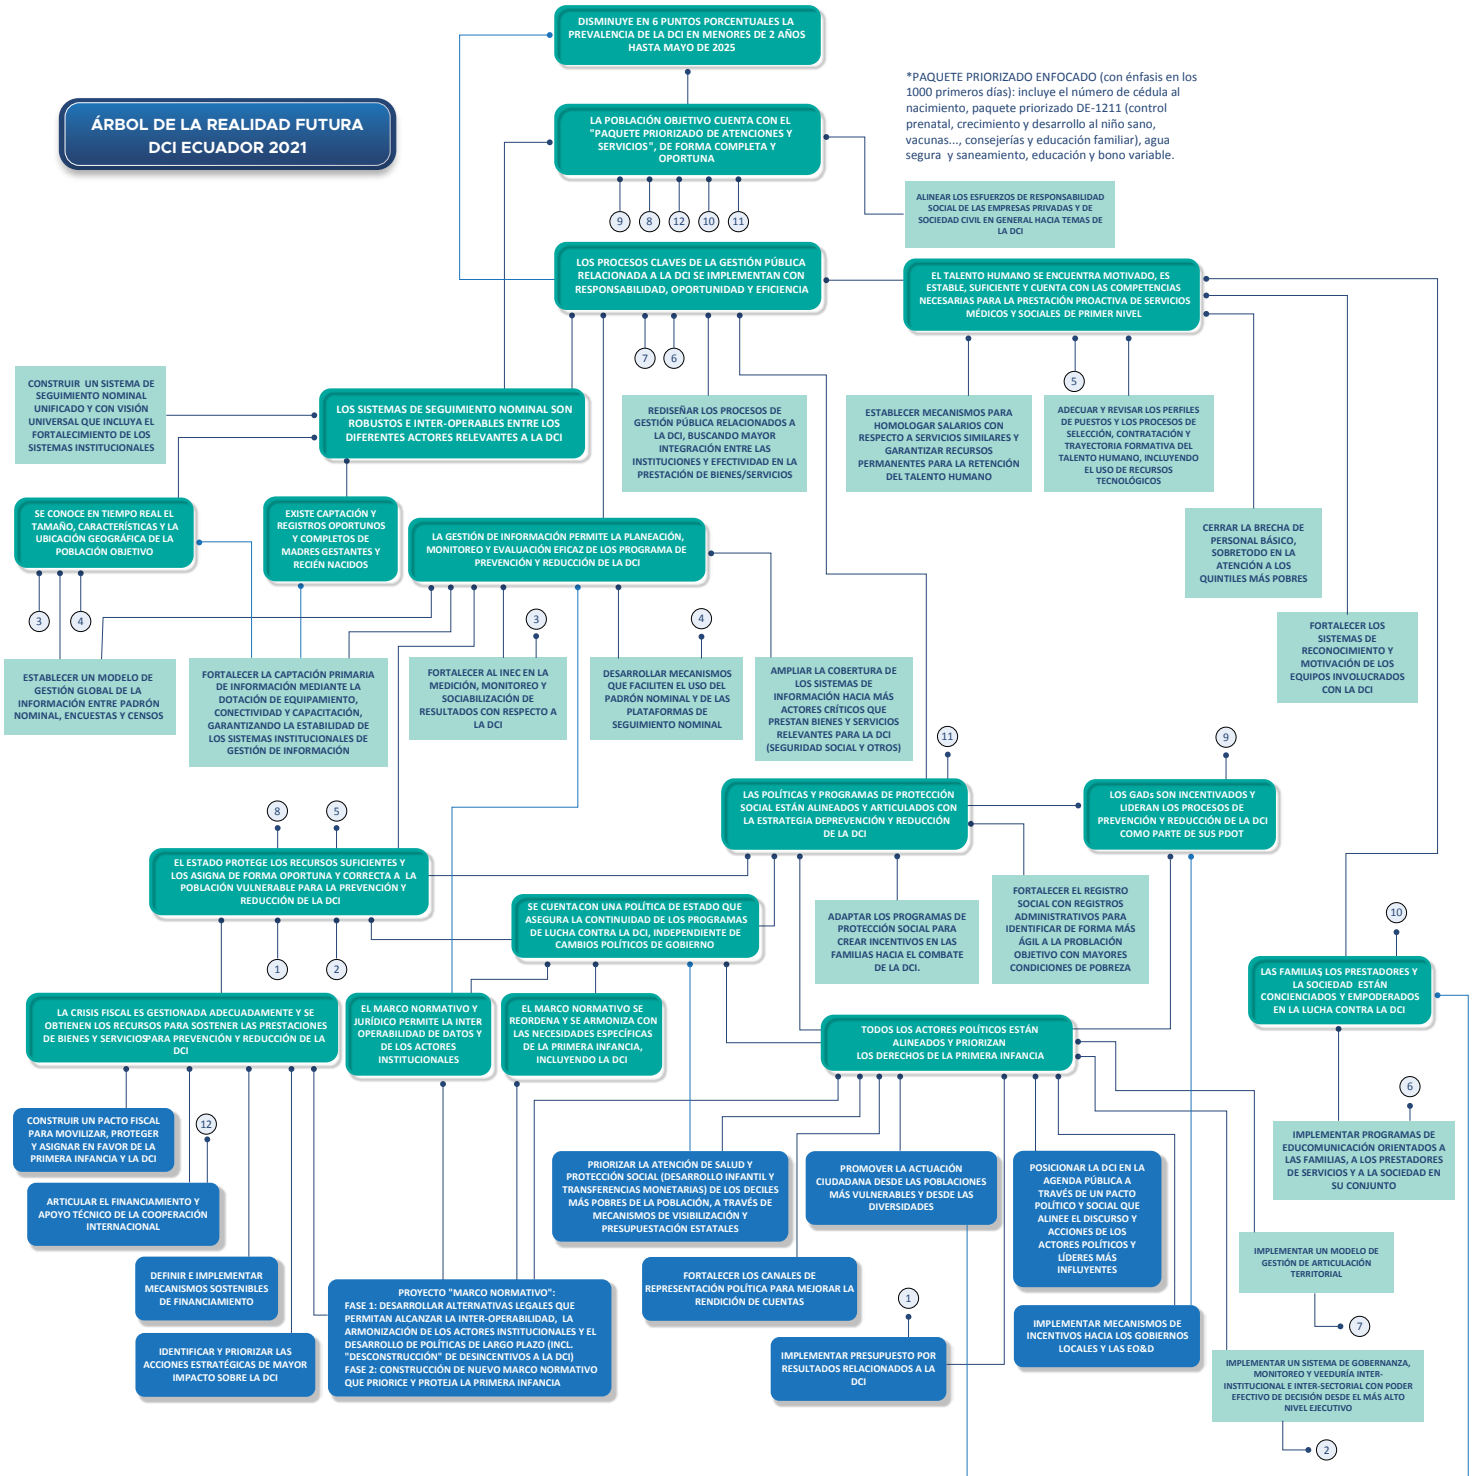 DISMINUYE EN 6 PUNTOS PORCENTUALES LA
PREVALENCIA DE LA DCI EN MENORES DE 2 AÑOS
HASTA MAYO DE 2025
*PAQUETE PRIORIZADO ENFOCADO (con énfasis en los
1000 primeros días): incluye el número de cédula al
nacimiento, paquete priorizado DE-1211 (control
prenatal, crecimiento y desarrollo al niño sano,
vacunas..., consejerías y educación familiar), agua
segura y saneamiento, educación y bono variable.
ÁRBOL DE LA REALIDAD FUTURA
DCI ECUADOR 2021
LA POBLACIÓN OBJETIVO CUENTA CON EL
"PAQUETE PRIORIZADO DE ATENCIONES Y
SERVICIOS", DE FORMA COMPLETA Y
OPORTUNA
ALINEAR LOS ESFUERZOS DE RESPONSABILIDAD
SOCIAL DE LAS EMPRESAS PRIVADAS Y DE
SOCIEDAD CIVIL EN GENERAL HACIA TEMAS DE
LA DCI
9
8
12
10
11
LOS PROCESOS CLAVES DE LA GESTIÓN PÚBLICA
RELACIONADA A LA DCI SE IMPLEMENTAN CON
RESPONSABILIDAD, OPORTUNIDAD Y EFICIENCIA
EL TALENTO HUMANO SE ENCUENTRA MOTIVADO, ES
ESTABLE, SUFICIENTE Y CUENTA CON LAS COMPETENCIAS
NECESARIAS PARA LA PRESTACIÓN PROACTIVA DE SERVICIOS
MÉDICOS Y SOCIALES DE PRIMER NIVEL
7
6
5
CONSTRUIR UN SISTEMA DE
SEGUIMIENTO NOMINAL
UNIFICADO Y CON VISIÓN
UNIVERSAL QUE INCLUYA EL
FORTALECIMIENTO DE LOS
SISTEMAS INSTITUCIONALES
LOS SISTEMAS DE SEGUIMIENTO NOMINAL SON
ROBUSTOS E INTER-OPERABLES ENTRE LOS
DIFERENTES ACTORES RELEVANTES A LA DCI
REDISEÑAR LOS PROCESOS DE
GESTIÓN PÚBLICA RELACIONADOS A
LA DCI, BUSCANDO MAYOR
INTEGRACIÓN ENTRE LAS
INSTITUCIONES Y EFECTIVIDAD EN LA
PRESTACIÓN DE BIENES/SERVICIOS
ESTABLECER MECANISMOS PARA
HOMOLOGAR SALARIOS CON
RESPECTO A SERVICIOS SIMILARES Y
GARANTIZAR RECURSOS
PERMANENTES PARA LA RETENCIÓN
DEL TALENTO HUMANO
ADECUAR Y REVISAR LOS PERFILES
DE PUESTOS Y LOS PROCESOS DE
SELECCIÓN, CONTRATACIÓN Y
TRAYECTORIA FORMATIVA DEL
TALENTO HUMANO, INCLUYENDO
EL USO DE RECURSOS
TECNOLÓGICOS
SE CONOCE EN TIEMPO REAL EL
TAMAÑO, CARACTERÍSTICAS Y LA
UBICACIÓN GEOGRÁFICA DE LA
POBLACIÓN OBJETIVO
EXISTE CAPTACIÓN Y
REGISTROS OPORTUNOS
Y COMPLETOS DE
MADRES GESTANTES Y
RECIÉN NACIDOS
LA GESTIÓN DE INFORMACIÓN PERMITE LA PLANEACIÓN,
MONITOREO Y EVALUACIÓN EFICAZ DE LOS PROGRAMA DE
PREVENCIÓN Y REDUCCIÓN DE LA DCI
CERRAR LA BRECHA DE
PERSONAL BÁSICO,
SOBRETODO EN LA
ATENCIÓN A LOS
QUINTILES MÁS POBRES
3
4
3
4
FORTALECER LOS
SISTEMAS DE
RECONOCIMIENTO Y
MOTIVACIÓN DE LOS
EQUIPOS INVOLUCRADOS
CON LA DCI
ESTABLECER UN MODELO DE
GESTIÓN GLOBAL DE LA
INFORMACIÓN ENTRE PADRÓN
NOMINAL, ENCUESTAS Y CENSOS
FORTALECER LA CAPTACIÓN PRIMARIA
DE INFORMACIÓN MEDIANTE LA
DOTACIÓN DE EQUIPAMIENTO,
CONECTIVIDAD Y CAPACITACIÓN,
GARANTIZANDO LA ESTABILIDAD DE
LOS SISTEMAS INSTITUCIONALES DE
GESTIÓN DE INFORMACIÓN
FORTALECER AL INEC EN LA
MEDICIÓN, MONITOREO Y
SOCIABILIZACIÓN DE
RESULTADOS CON RESPECTO A
LA DCI
DESARROLLAR MECANISMOS
QUE FACILITEN EL USO DEL
PADRÓN NOMINAL Y DE LAS
PLATAFORMAS DE
SEGUIMIENTO NOMINAL
AMPLIAR LA COBERTURA DE
LOS SISTEMAS DE
INFORMACIÓN HACIA MÁS
ACTORES CRÍTICOS QUE
PRESTAN BIENES Y SERVICIOS
RELEVANTES PARA LA DCI
(SEGURIDAD SOCIAL Y OTROS)
11
9
LAS POLÍTICAS Y PROGRAMAS DE PROTECCIÓN
SOCIAL ESTÁN ALINEADOS Y ARTICULADOS CON
LA ESTRATEGIA DEPREVENCIÓN Y REDUCCIÓN
DE LA DCI
LOS GADs SON INCENTIVADOS Y
LIDERAN LOS PROCESOS DE
PREVENCIÓN Y REDUCCIÓN DE LA DCI
COMO PARTE DE SUS PDOT
8
5
EL ESTADO PROTEGE LOS RECURSOS SUFICIENTES Y
LOS ASIGNA DE FORMA OPORTUNA Y CORRECTA A LA
POBLACIÓN VULNERABLE PARA LA PREVENCIÓN Y
REDUCCIÓN DE LA DCI
SE CUENTACON UNA POLÍTICA DE ESTADO QUE
ASEGURA LA CONTINUIDAD DE LOS PROGRAMAS
DE LUCHA CONTRA LA DCI, INDEPENDIENTE DE
CAMBIOS POLÍTICOS DE GOBIERNO
ADAPTAR LOS PROGRAMAS DE
PROTECCIÓN SOCIAL PARA
CREAR INCENTIVOS EN LAS
FAMILIAS HACIA EL COMBATE
DE LA DCI.
FORTALECER EL REGISTRO
SOCIAL CON REGISTROS
ADMINISTRATIVOS PARA
IDENTIFICAR DE FORMA MÁS
ÁGIL A LA PROBLACIÓN
OBJETIVO CON MAYORES
CONDICIONES DE POBREZA
10
1
2
LAS FAMILIAS, LOS PRESTADORES Y
LA SOCIEDAD ESTÁN
CONCIENCIADOS Y EMPODERADOS
EN LA LUCHA CONTRA LA DCI
LA CRISIS FISCAL ES GESTIONADA ADECUADAMENTE Y SE
OBTIENEN LOS RECURSOS PARA SOSTENER LAS PRESTACIONES
DE BIENES Y SERVICIOSPARA PREVENCIÓN Y REDUCCIÓN DE LA
DCI
EL MARCO NORMATIVO Y
JURÍDICO PERMITE LA INTER
OPERABILIDAD DE DATOS Y
DE LOS ACTORES
INSTITUCIONALES
EL MARCO NORMATIVO SE
REORDENA Y SE ARMONIZA CON
LAS NECESIDADES ESPECÍFICAS
DE LA PRIMERA INFANCIA,
INCLUYENDO LA DCI
TODOS LOS ACTORES POLÍTICOS ESTÁN
ALINEADOS Y PRIORIZAN
LOS DERECHOS DE LA PRIMERA INFANCIA
6
CONSTRUIR UN PACTO FISCAL
PARA MOVILIZAR, PROTEGER
Y ASIGNAR EN FAVOR DE LA
PRIMERA INFANCIA Y LA DCI
12
IMPLEMENTAR PROGRAMAS DE
EDUCOMUNICACIÓN ORIENTADOS A
LAS FAMILIAS, A LOS PRESTADORES
DE SERVICIOS Y A LA SOCIEDAD EN
SU CONJUNTO
PRIORIZAR LA ATENCIÓN DE SALUD Y
PROTECCIÓN SOCIAL (DESARROLLO INFANTIL Y
TRANSFERENCIAS MONETARIAS) DE LOS DECILES
MÁS POBRES DE LA POBLACIÓN, A TRAVÉS DE
MECANISMOS DE VISIBILIZACIÓN Y
PRESUPUESTACIÓN ESTATALES
PROMOVER LA ACTUACIÓN
CIUDADANA DESDE LAS POBLACIONES
MÁS VULNERABLES Y DESDE LAS
DIVERSIDADES
POSICIONAR LA DCI EN LA
AGENDA PÚBLICA A
TRAVÉS DE UN PACTO
POLÍTICO Y SOCIAL QUE
ALINEE EL DISCURSO Y
ACCIONES DE LOS
ACTORES POLÍTICOS Y
LÍDERES MÁS
INFLUYENTES
ARTICULAR EL FINANCIAMIENTO Y
APOYO TÉCNICO DE LA COOPERACIÓN
INTERNACIONAL
IMPLEMENTAR UN MODELO DE
GESTIÓN DE ARTICULACIÓN
TERRITORIAL
DEFINIR E IMPLEMENTAR
MECANISMOS SOSTENIBLES
DE FINANCIAMIENTO
FORTALECER LOS CANALES DE
REPRESENTACIÓN POLÍTICA PARA MEJORAR LA
RENDICIÓN DE CUENTAS
PROYECTO "MARCO NORMATIVO":
FASE 1: DESARROLLAR ALTERNATIVAS LEGALES QUE
PERMITAN ALCANZAR LA INTER-OPERABILIDAD, LA
ARMONIZACIÓN DE LOS ACTORES INSTITUCIONALES Y EL
DESARROLLO DE POLÍTICAS DE LARGO PLAZO (INCL.
"DESCONSTRUCCIÓN" DE DESINCENTIVOS A LA DCI)
FASE 2: CONSTRUCCIÓN DE NUEVO MARCO NORMATIVO
QUE PRIORICE Y PROTEJA LA PRIMERA INFANCIA
1
7
IMPLEMENTAR MECANISMOS DE
INCENTIVOS HACIA LOS GOBIERNOS
LOCALES Y LAS EO&D
IDENTIFICAR Y PRIORIZAR LAS
ACCIONES ESTRATÉGICAS DE MAYOR
IMPACTO SOBRE LA DCI
IMPLEMENTAR PRESUPUESTO POR
RESULTADOS RELACIONADOS A LA
DCI
IMPLEMENTAR UN SISTEMA DE GOBERNANZA,
MONITOREO Y VEEDURÍA INTER-
INSTITUCIONAL E INTER-SECTORIAL CON PODER
EFECTIVO DE DECISIÓN DESDE EL MÁS ALTO
NIVEL EJECUTIVO
2